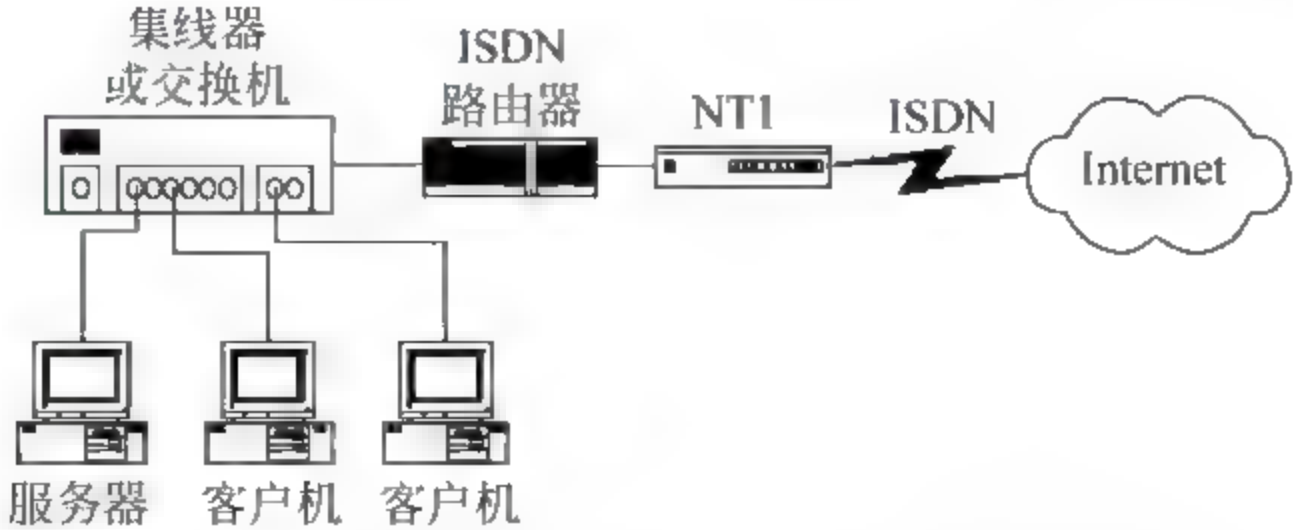 集线器
或交换机
ISDN
路由器
NT1
ISDN
Internet
服务器
客户机
客户机